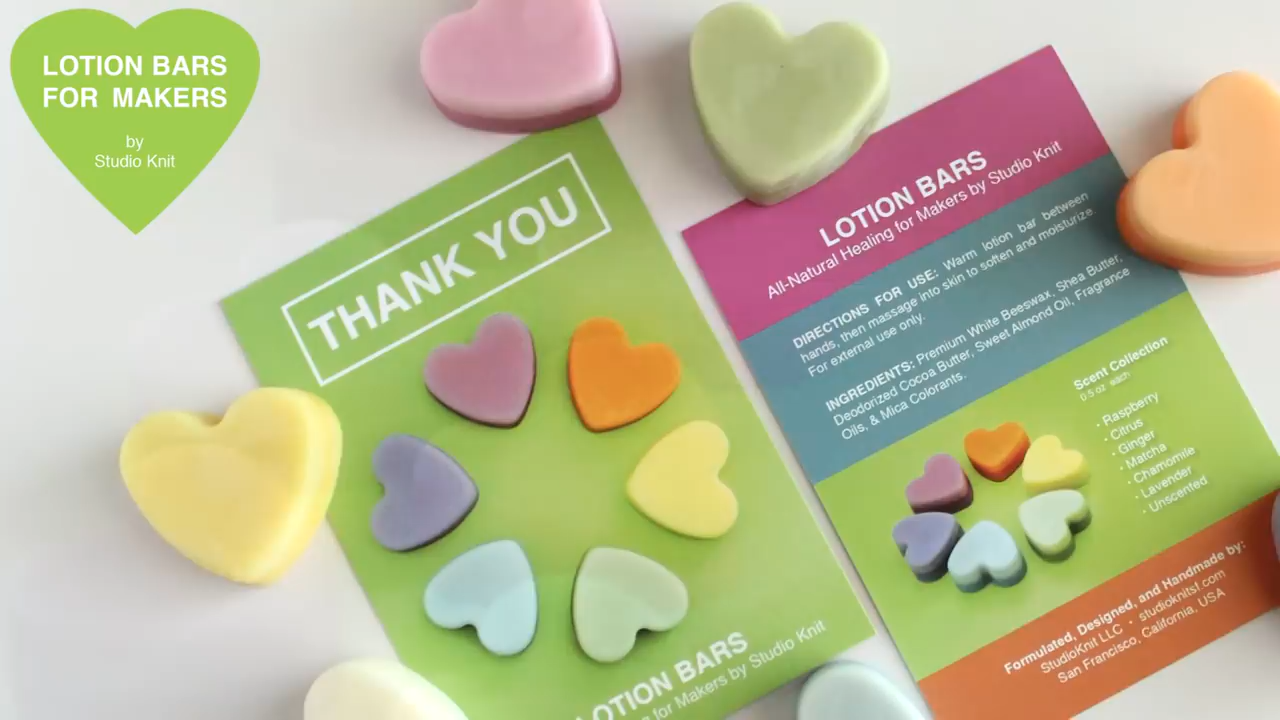 LOTION BARS
FOR MAKERS
by
Studio Knit
THANK YOU
LOTION BARS
for Makers by Studio Knit
LOTION BARS
All-Natural Healing for Makers by Studio Knit
DIRECTIONS FOR USE: Warm lotion bar between
hands, then massage into skin to soften and moisturize.
For external use only.
INGREDIENTS: Premium White Beeswax, Shea Butter,
Deodorized Cocoa Butter, Sweet Almond Oil, Fragrance
Oils, & Mica Colorants.
Scent Collection
0.5 oz each
· Raspberry
· Citrus
· Ginger
· Matcha
· Chamomile
· Lavender
· Unscented
Formulated, Designed, and Handmade by:
StudioKnit LLC · studioknitsf.com
San Francisco, California, USA